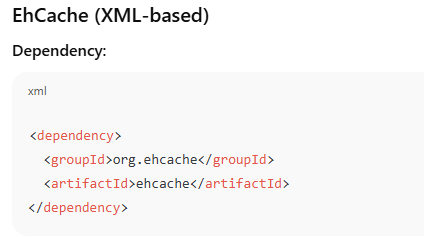 EhCache (XML-based)
Dependency:
xml
<dependency>
  <groupId>org.ehcache</groupId>
  <artifactId>ehcache</artifactId>
</dependency>